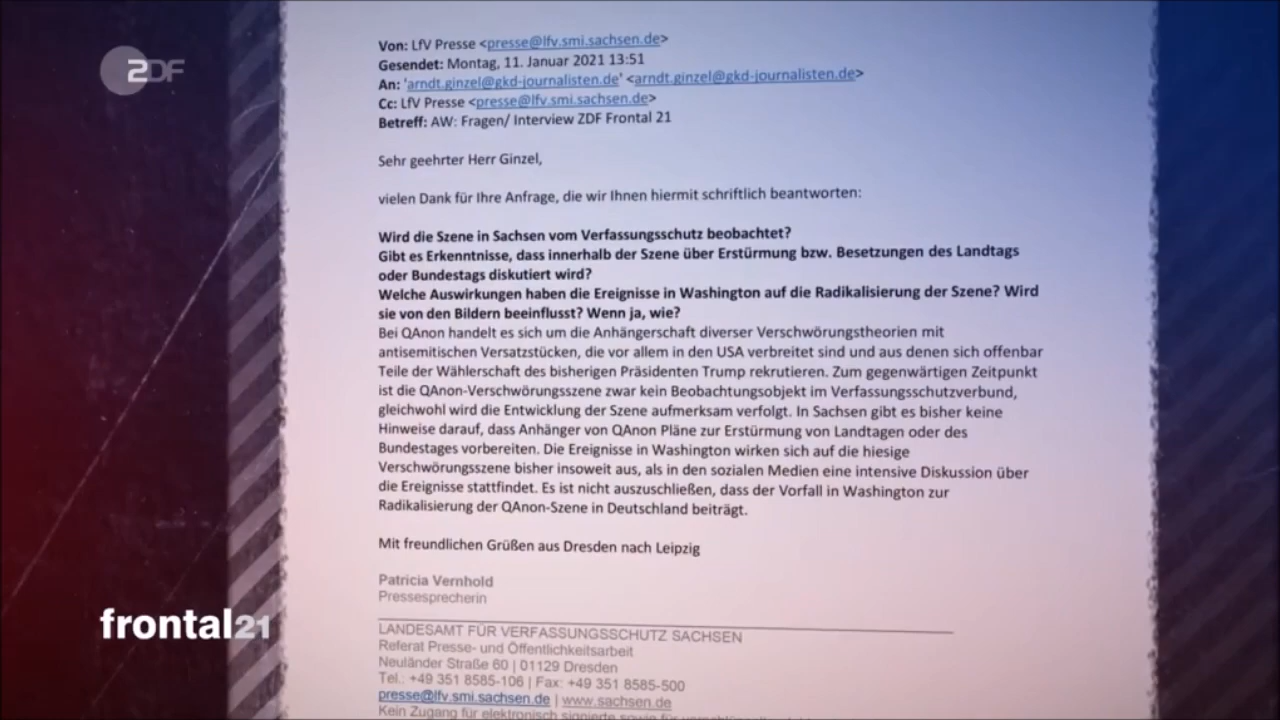 ZDF
Von: LfV Presse <presse@lfv.smi.sachsen.de>
Gesendet: Montag, 11. Januar 2021 13:51
An: 'arndt.ginzel@gkd-journalisten.de' <arndt.ginzel@gkd-journalisten.de>
Cc: LfV Presse <presse@lfv.smi.sachsen.de>
Betreff: AW: Fragen/ Interview ZDF Frontal 21
Sehr geehrter Herr Ginzel,
vielen Dank für Ihre Anfrage, die wir Ihnen hiermit schriftlich beantworten:
Wird die Szene in Sachsen vom Verfassungsschutz beobachtet?
Gibt es Erkenntnisse, dass innerhalb der Szene über Erstürmung bzw. Besetzungen des Landtags
oder Bundestags diskutiert wird?
Welche Auswirkungen haben die Ereignisse in Washington auf die Radikalisierung der Szene? Wird
sie von den Bildern beeinflusst? Wenn ja, wie?
Bei QAnon handelt es sich um die Anhängerschaft diverser Verschwörungstheorien mit
antisemitischen Versatzstücken, die vor allem in den USA verbreitet sind und aus denen sich offenbar
Teile der Wählerschaft des bisherigen Präsidenten Trump rekrutieren. Zum gegenwärtigen Zeitpunkt
ist die QAnon-Verschwörungsszene zwar kein Beobachtungsobjekt im Verfassungsschutzverbund,
gleichwohl wird die Entwicklung der Szene aufmerksam verfolgt. In Sachsen gibt es bisher keine
Hinweise darauf, dass Anhänger von QAnon Pläne zur Erstürmung von Landtagen oder des
Bundestages vorbereiten. Die Ereignisse in Washington wirken sich auf die hiesige
Verschwörungsszene bisher insoweit aus, als in den sozialen Medien eine intensive Diskussion über
die Ereignisse stattfindet. Es ist nicht auszuschließen, dass der Vorfall in Washington zur
Radikalisierung der QAnon-Szene in Deutschland beiträgt.
Mit freundlichen Grüßen aus Dresden nach Leipzig
Patricia Vernhold
Pressesprecherin
LANDESAMT FÜR VERFASSUNGSSCHUTZ SACHSEN
Referat Presse- und Öffentlichkeitsarbeit
Neuländer Straße 60 | 01129 Dresden
Tel.: +49 351 8585-106 | Fax: +49 351 8585-500
presse@lfv.smi.sachsen.de | www.sachsen.de
Kein Zugang für elektronisch signierte sowie für
frontal21